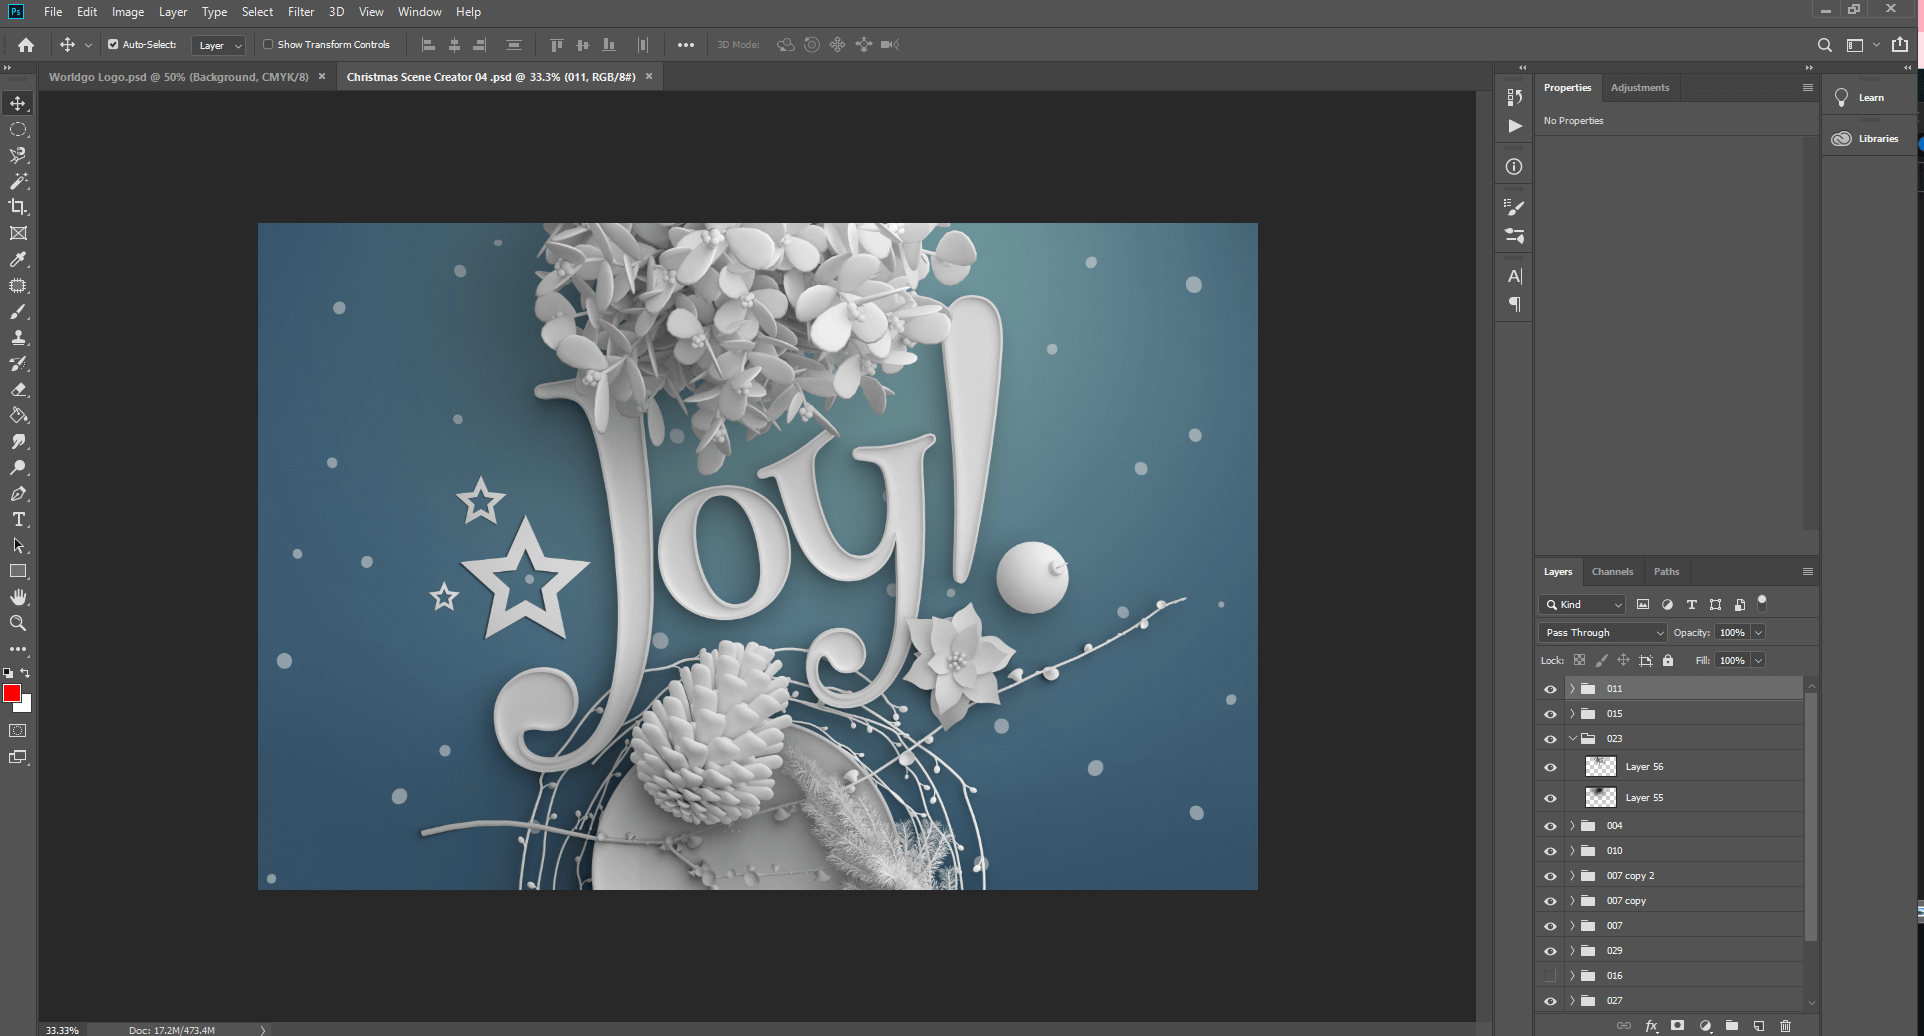 Ps File Edit Image Layer Type Select Filter 3D View Window Help
Auto-Select: Layer Show Transform Controls 3D Mode:
Worldgo Logo.psd @ 50% (Background, CMYK/8) × Christmas Scene Creator 04 .psd @ 33.3% (011, RGB/8#) ×
Properties Adjustments
Learn
No Properties
Libraries
Joy!
Layers Channels Paths
Kind
Pass Through Opacity: 100%
Lock: Fill: 100%
011
015
023
Layer 56
Layer 55
004
010
007 copy 2
007 copy
007
029
016
027
33.33% Doc: 17.2M/473.4M